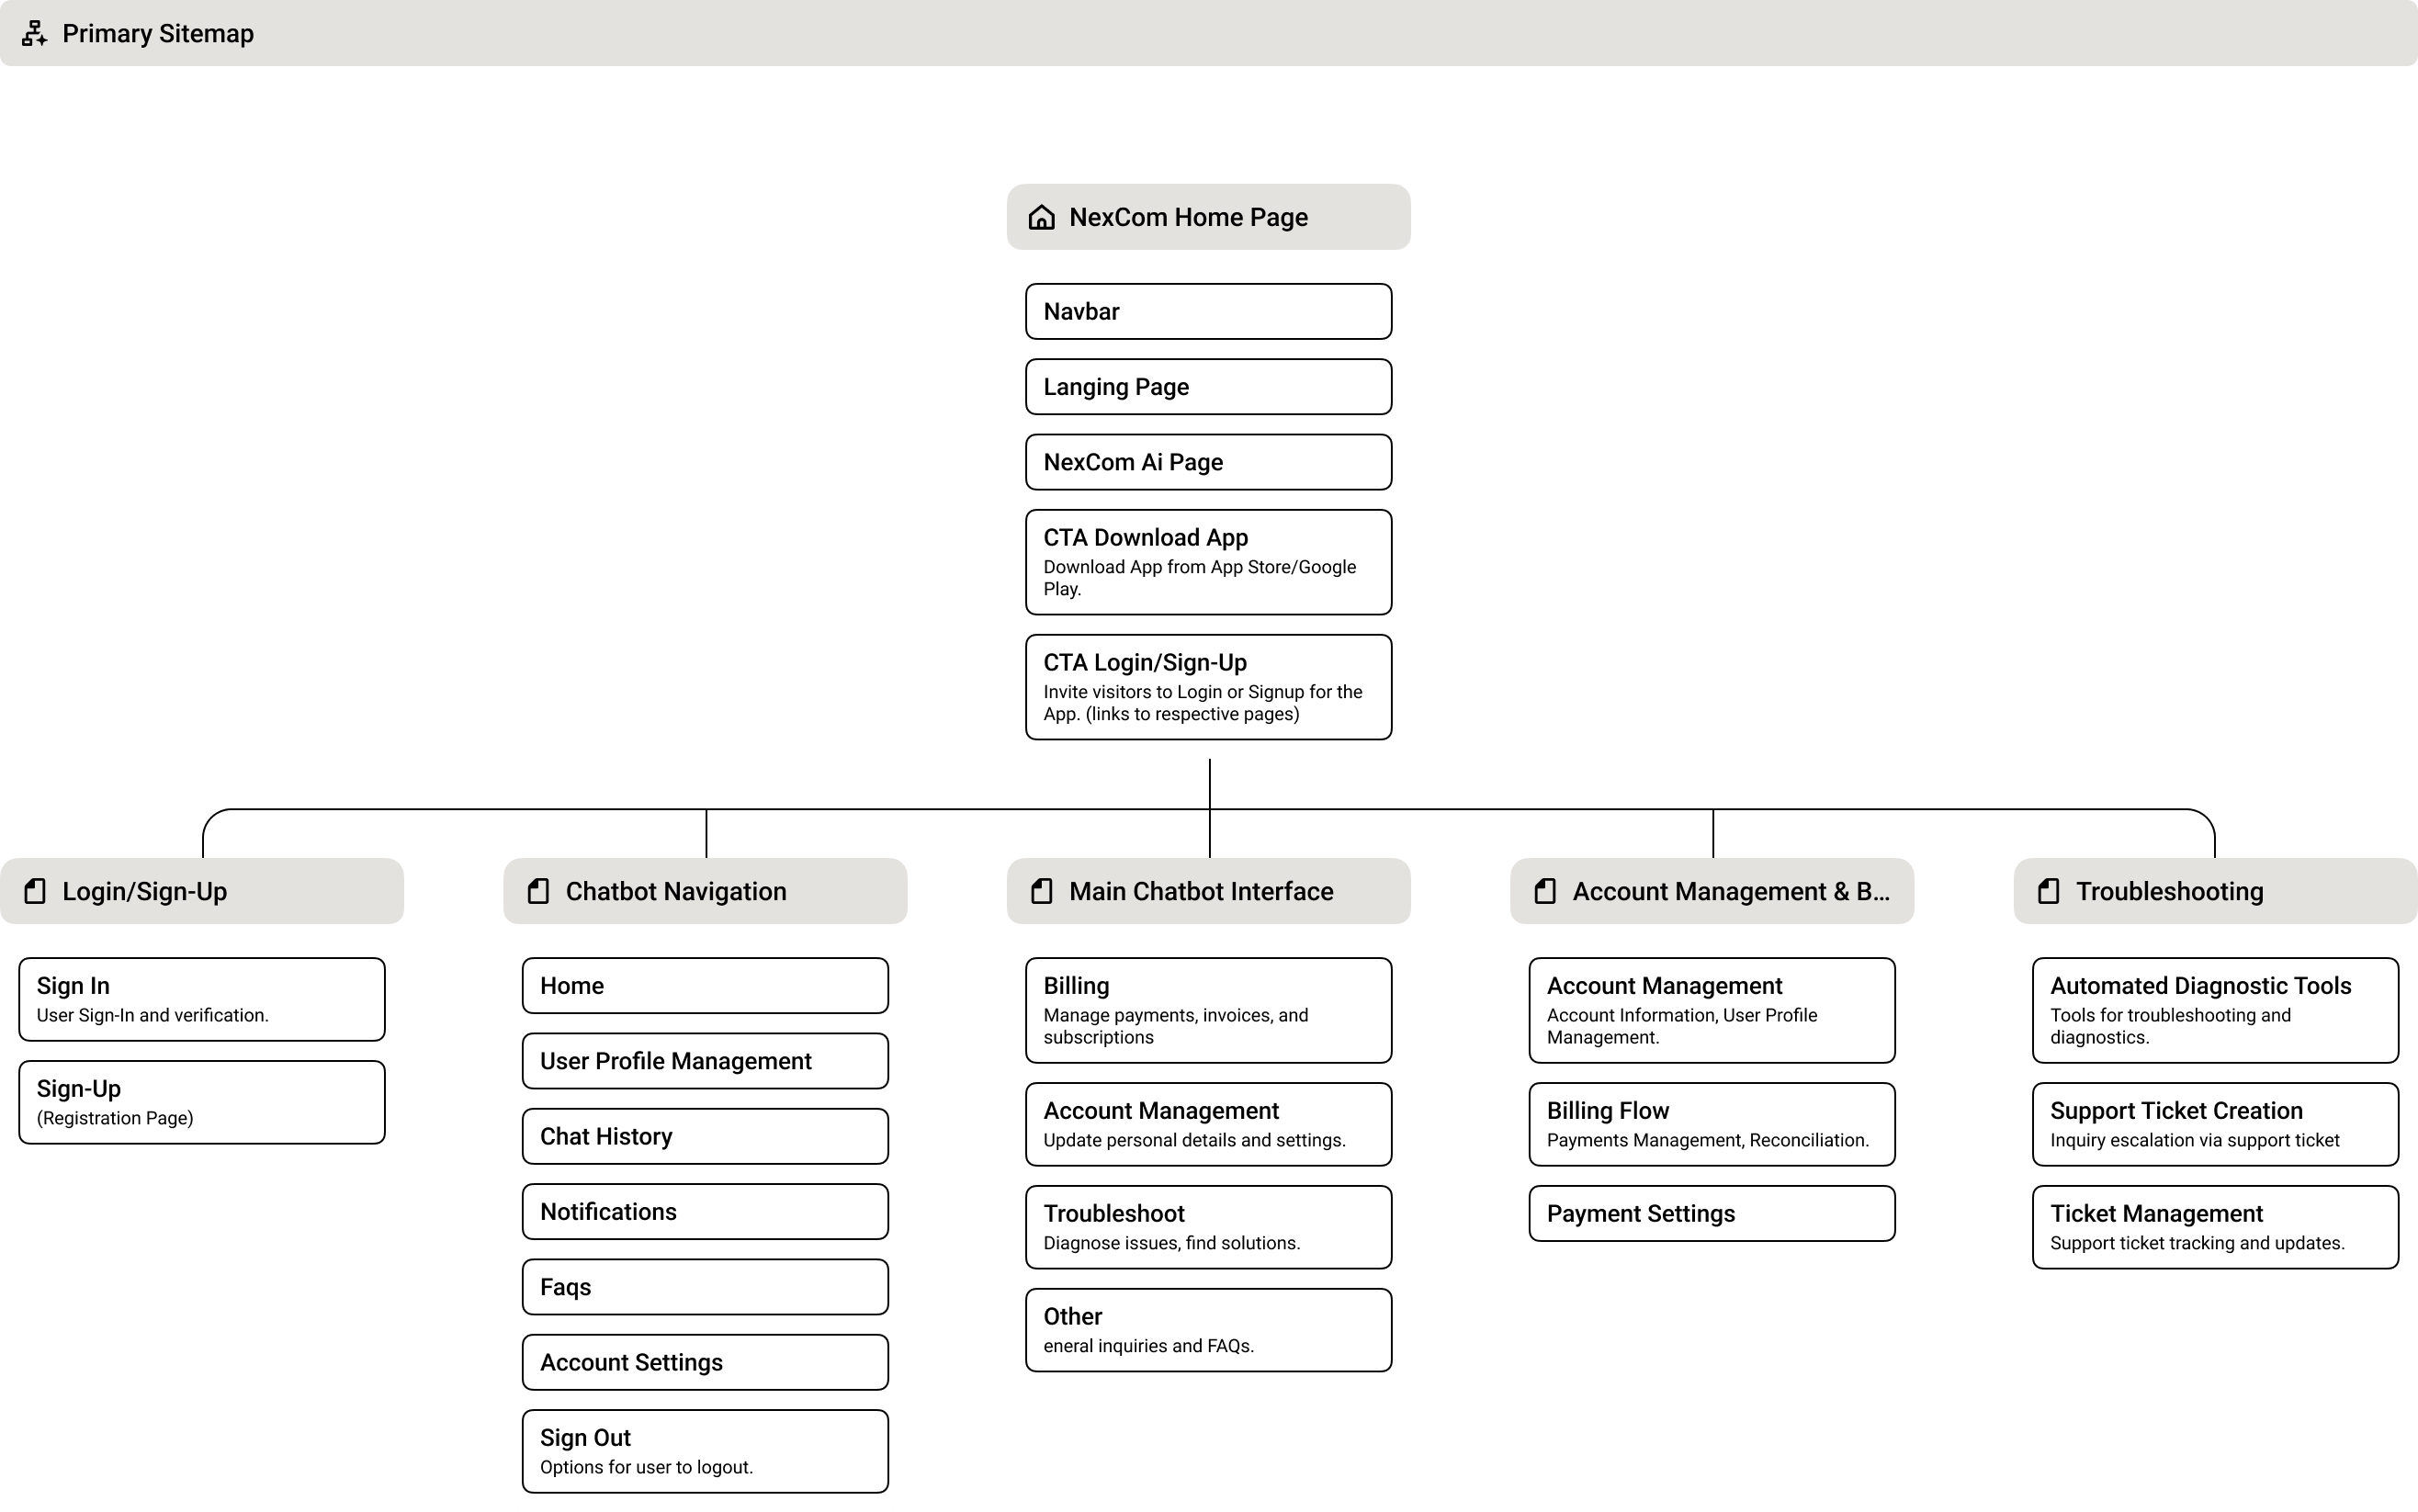 Primary Sitemap
NexCom Home Page
Navbar
Langing Page
NexCom Ai Page
CTA Download App
Download App from App Store/Google
Play.
CTA Login/Sign-Up
Invite visitors to Login or Signup for the
App. (links to respective pages)
Login/Sign-Up
Sign In
User Sign-In and verification.
Sign-Up
(Registration Page)
Chatbot Navigation
Home
User Profile Management
Chat History
Notifications
Faqs
Account Settings
Sign Out
Options for user to logout.
Main Chatbot Interface
Billing
Manage payments, invoices, and
subscriptions
Account Management
Update personal details and settings.
Troubleshoot
Diagnose issues, find solutions.
Other
eneral inquiries and FAQs.
Account Management & B...
Account Management
Account Information, User Profile
Management.
Billing Flow
Payments Management, Reconciliation.
Payment Settings
Troubleshooting
Automated Diagnostic Tools
Tools for troubleshooting and
diagnostics.
Support Ticket Creation
Inquiry escalation via support ticket
Ticket Management
Support ticket tracking and updates.